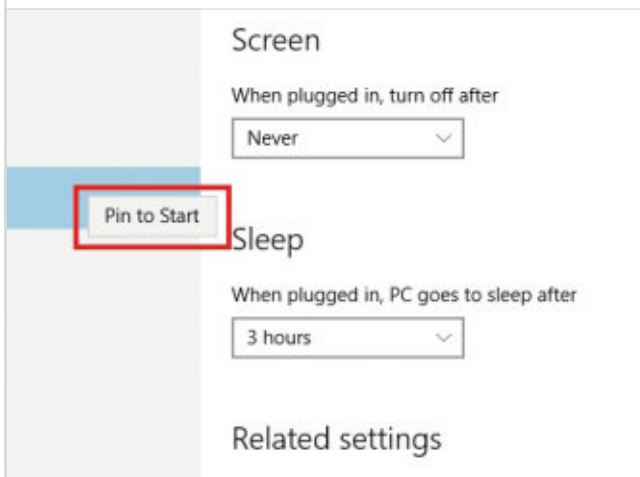 Screen
When plugged in, turn off after
Never
Pin to Start
Sleep
When plugged in, PC goes to sleep after
3 hours
Related settings